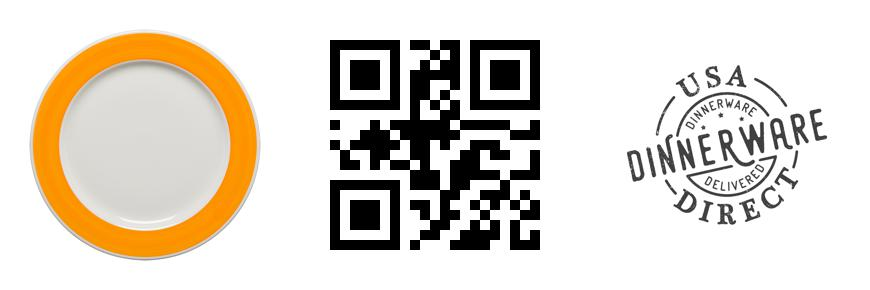 USA
DINNERWARE
DINNERWARE
DELIVERED
DIRECT